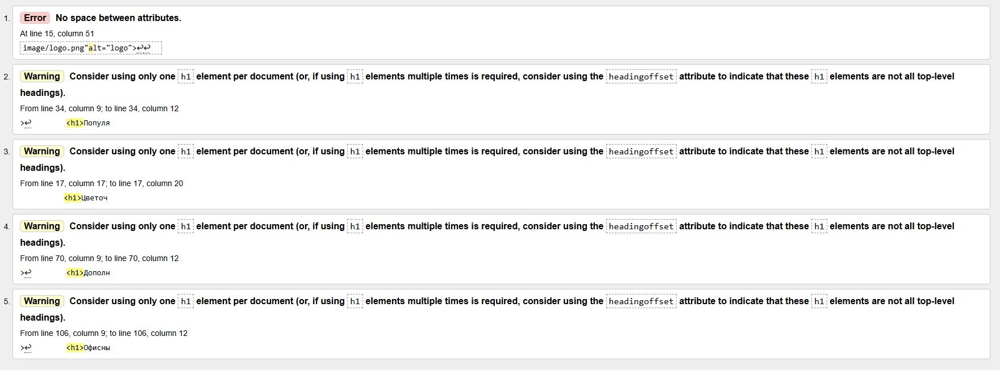 1. Error No space between attributes.
At line 15, column 51
image/logo.png"alt="logo">↩↩
2. Warning Consider using only one h1 element per document (or, if using h1 elements multiple times is required, consider using the headingoffset attribute to indicate that these h1 elements are not all top-level
headings).
From line 34, column 9; to line 34, column 12
>↩ <h1>Популя
3. Warning Consider using only one h1 element per document (or, if using h1 elements multiple times is required, consider using the headingoffset attribute to indicate that these h1 elements are not all top-level
headings).
From line 17, column 17; to line 17, column 20
<h1>Цветоч
4. Warning Consider using only one h1 element per document (or, if using h1 elements multiple times is required, consider using the headingoffset attribute to indicate that these h1 elements are not all top-level
headings).
From line 70, column 9; to line 70, column 12
>↩ <h1>Дополн
5. Warning Consider using only one h1 element per document (or, if using h1 elements multiple times is required, consider using the headingoffset attribute to indicate that these h1 elements are not all top-level
headings).
From line 106, column 9; to line 106, column 12
>↩ <h1>Офисны